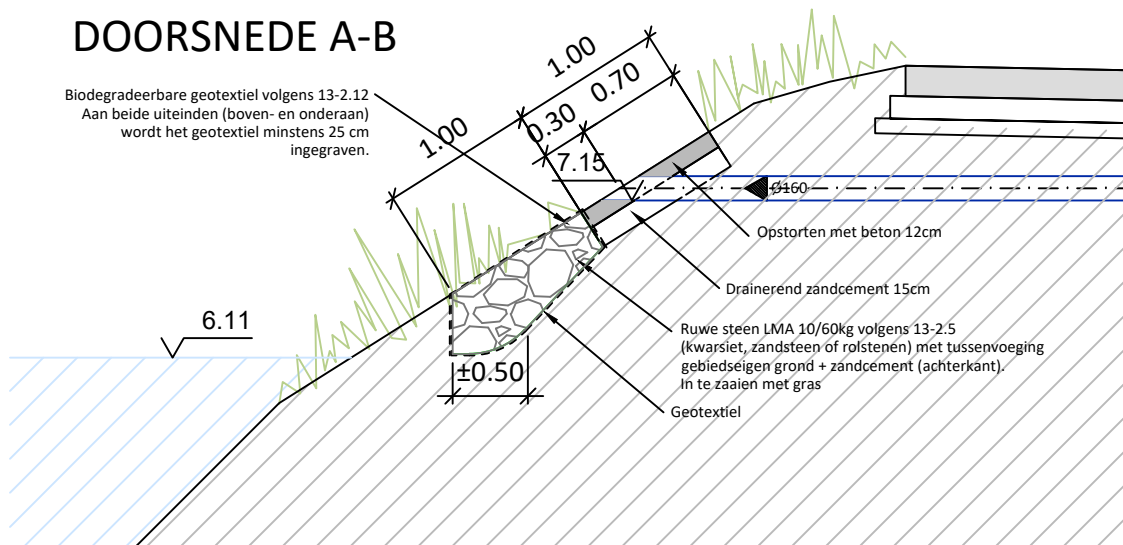 DOORSNEDE A-B
Biodegradeerbare geotextiel volgens 13-2.12
Aan beide uiteinden (boven- en onderaan)
wordt het geotextiel minstens 25 cm
ingegraven.
1.00
0.70
0.30
1.00
7.15
Ø160
Opstorten met beton 12cm
Drainerend zandcement 15cm
6.11
Ruwe steen LMA 10/60kg volgens 13-2.5
(kwarsiet, zandsteen of rolstenen) met tussenvoeging
gebiedseigen grond + zandcement (achterkant).
In te zaaien met gras
±0.50
Geotextiel